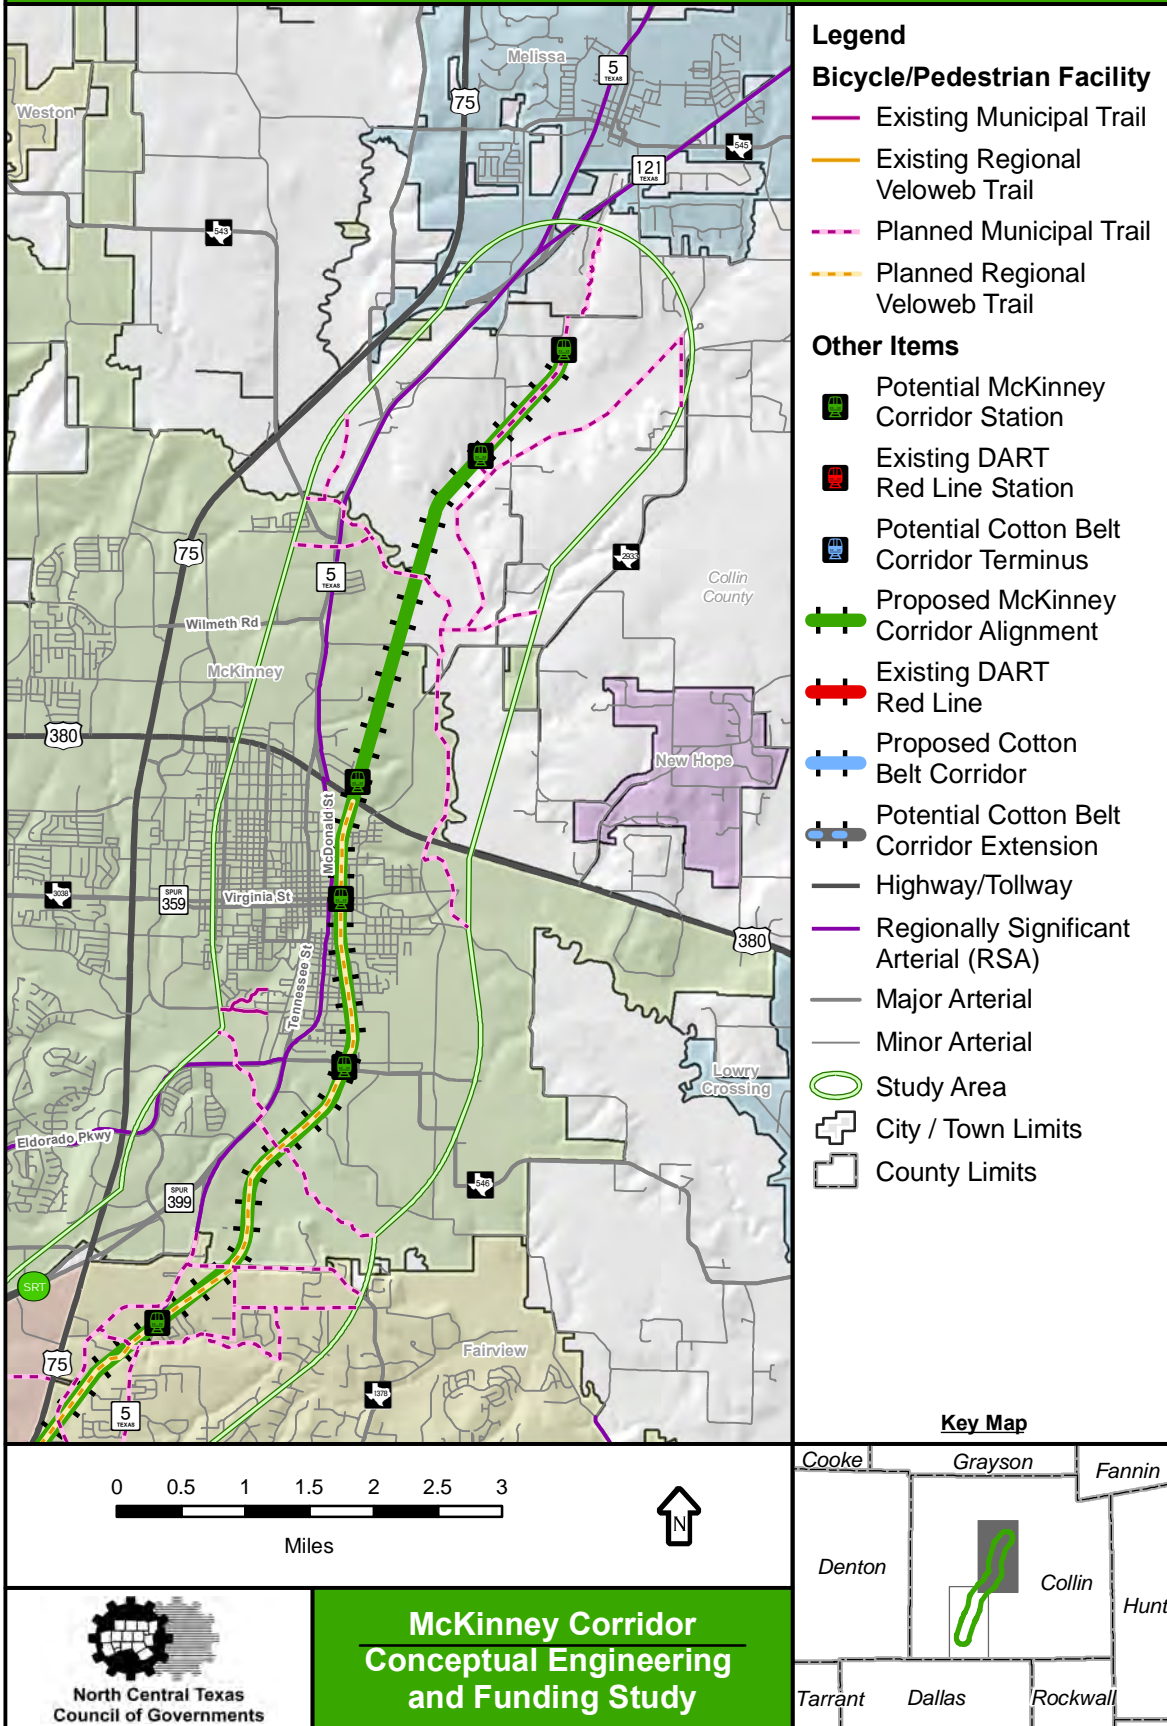 Melissa
5
TEXAS
75
Weston
121
TEXAS
545
543
75
5
TEXAS
2933
Collin
County
Wilmeth Rd
McKinney
380
New Hope
McDonald St
3038
SPUR
359
Virginia St
380
Tennessee St
Lowry
Crossing
Eldorado Pkwy
546
SPUR
399
SRT
Fairview
75
1378
5
TEXAS
Legend
Bicycle/Pedestrian Facility
Existing Municipal Trail
Existing Regional
Veloweb Trail
Planned Municipal Trail
Planned Regional
Veloweb Trail
Other Items
Potential McKinney
Corridor Station
Existing DART
Red Line Station
Potential Cotton Belt
Corridor Terminus
Proposed McKinney
Corridor Alignment
Existing DART
Red Line
Proposed Cotton
Belt Corridor
Potential Cotton Belt
Corridor Extension
Highway/Tollway
Regionally Significant
Arterial (RSA)
Major Arterial
Minor Arterial
Study Area
City / Town Limits
County Limits
Key Map
Cooke
Grayson
Fannin
Denton
Collin
Hunt
Tarrant
Dallas
Rockwall
0 0.5 1 1.5 2 2.5 3
Miles
N
North Central Texas
Council of Governments
McKinney Corridor
Conceptual Engineering
and Funding Study